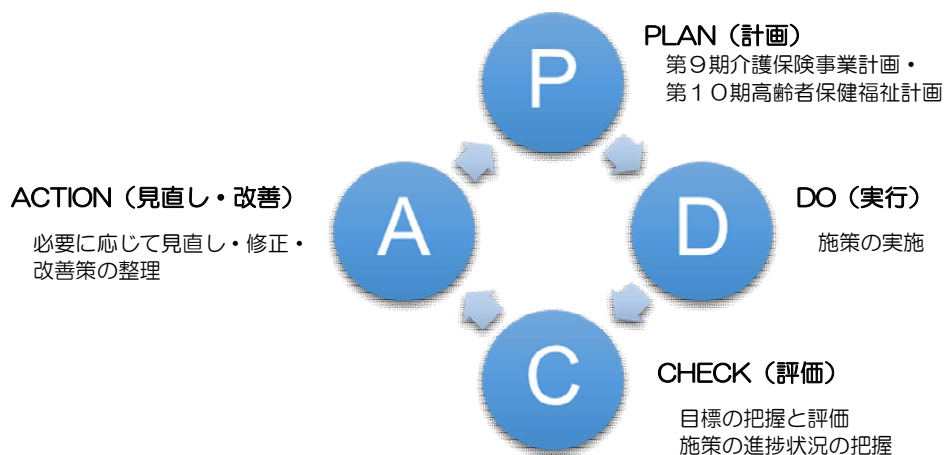 P
PLAN（計画）
第９期介護保険事業計画・
第１０期高齢者保健福祉計画
ACTION（見直し・改善）
必要に応じて見直し・修正・
改善策の整理
A
D
DO（実行）
施策の実施
C
CHECK（評価）
目標の把握と評価
施策の進捗状況の把握